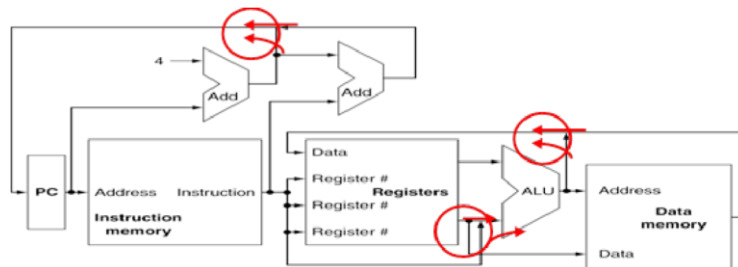 4
Add
Add
PC
Address Instruction
Instruction
memory
Data
Register #
Registers
Register #
Register #
ALU
Address
Data
memory
Data